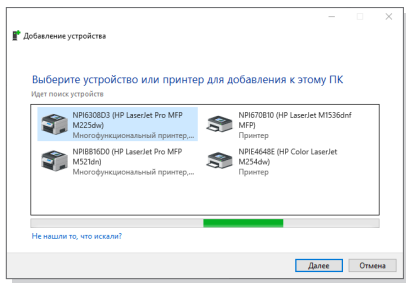 Добавление устройства
Выберите устройство или принтер для добавления к этому ПК
Идет поиск устройств
NPI6308D3 (HP LaserJet Pro MFP
M225dw)
Многофункциональный принтер,...
NPI670B10 (HP LaserJet M1536dnf
MFP)
Принтер
NPIBB16D0 (HP LaserJet Pro MFP
M521dn)
Многофункциональный принтер,...
NPIE4648E (HP Color LaserJet
M254dw)
Принтер
Не нашли то, что искали?
Далее
Отмена